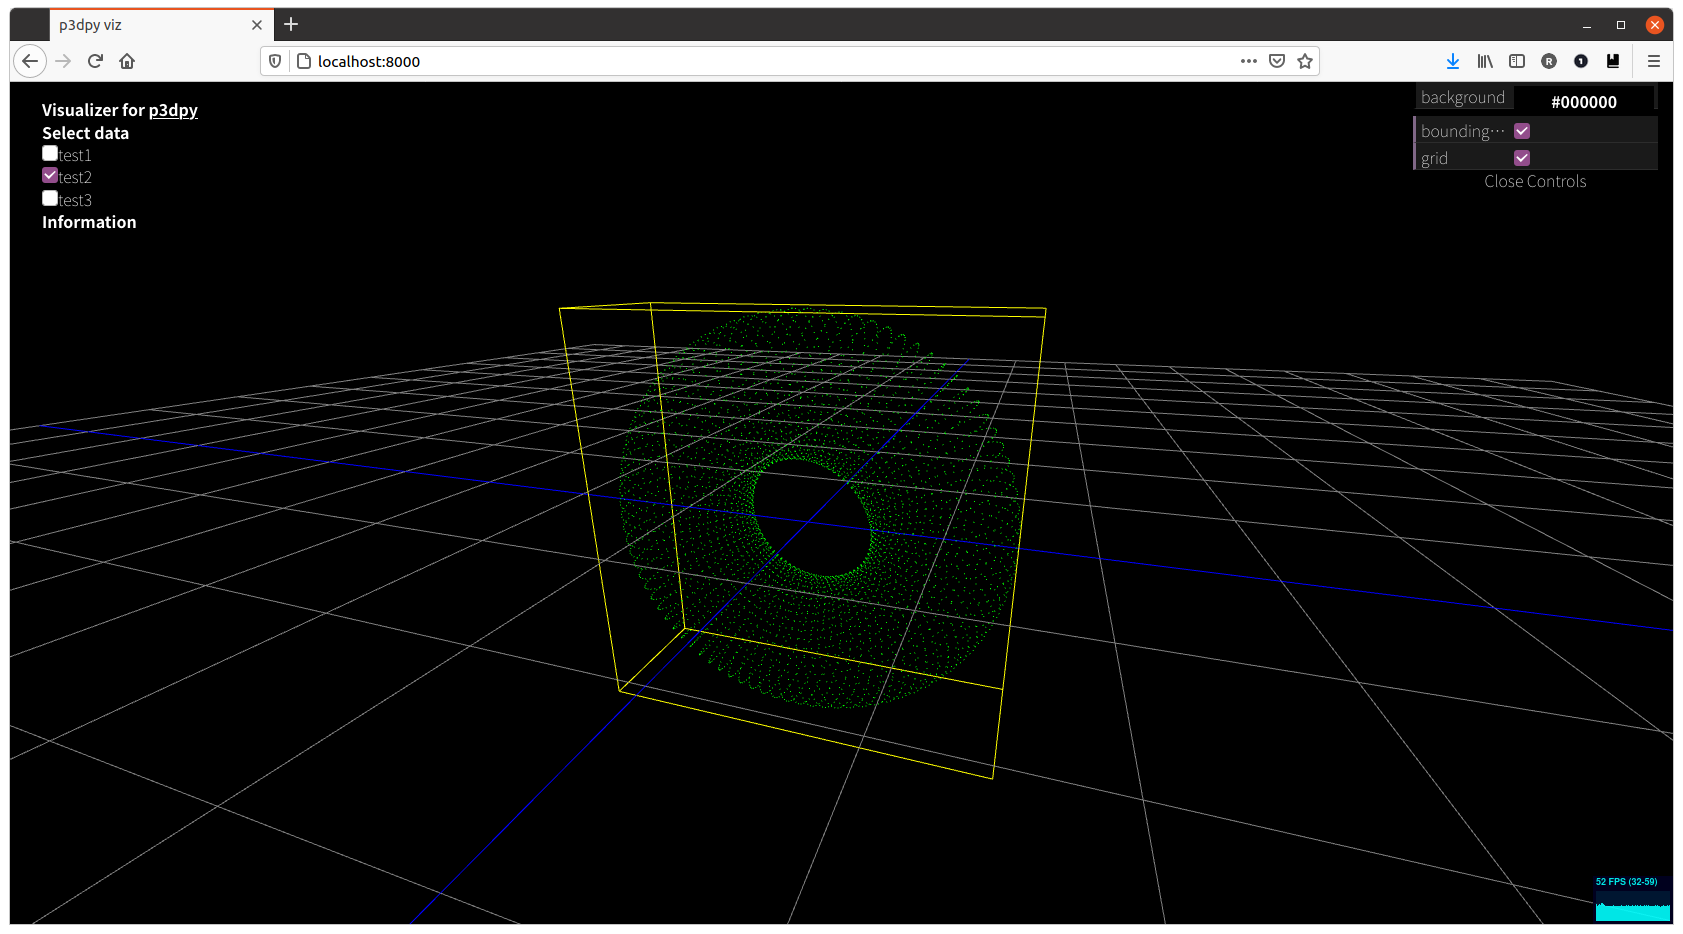 p3dpy viz
localhost:8000
Visualizer for p3dpy
Select data
test1
test2
test3
Information
background #000000
bounding…
grid
Close Controls
R
1
52 FPS (32-59)